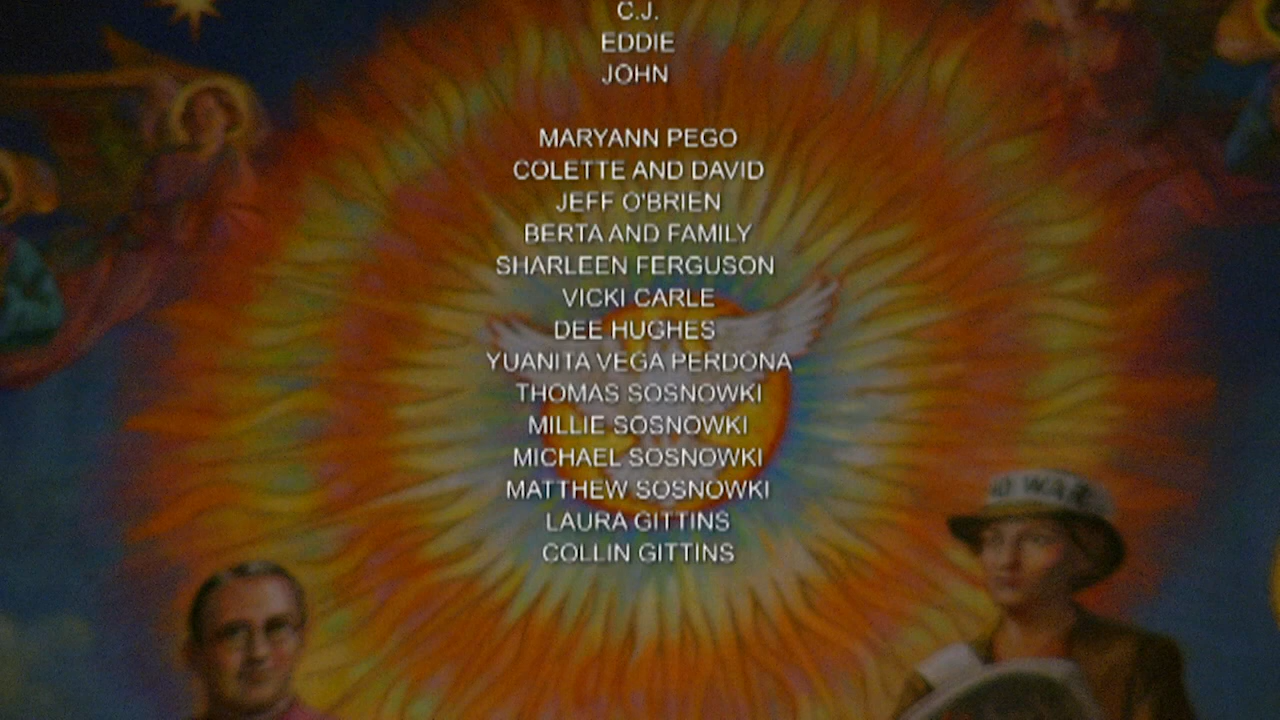 C.J.
EDDIE
JOHN
MARYANN PEGO
COLETTE AND DAVID
JEFF O'BRIEN
BERTA AND FAMILY
SHARLEEN FERGUSON
VICKI CARLE
DEE HUGHES
YUANITA VEGA PERDONA
THOMAS SOSNOWKI
MILLIE SOSNOWKI
MICHAEL SOSNOWKI
MATTHEW SOSNOWKI
LAURA GITTINS
COLLIN GITTINS
WAR